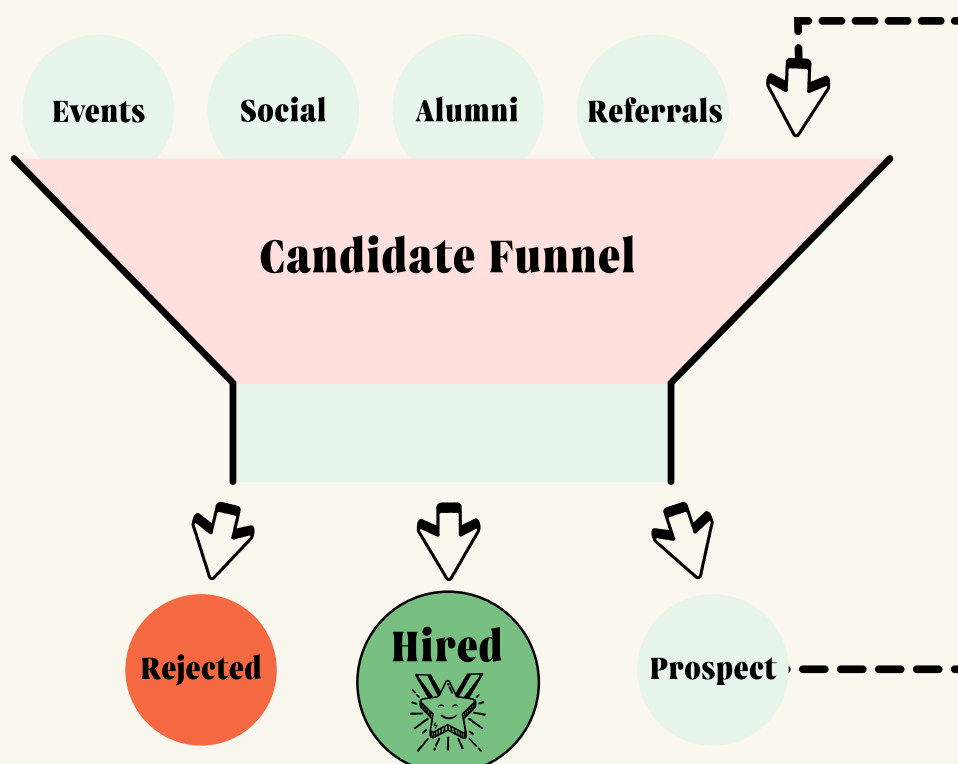 Events
Social
Alumni
Referrals
Candidate Funnel
Rejected
Hired
Prospect